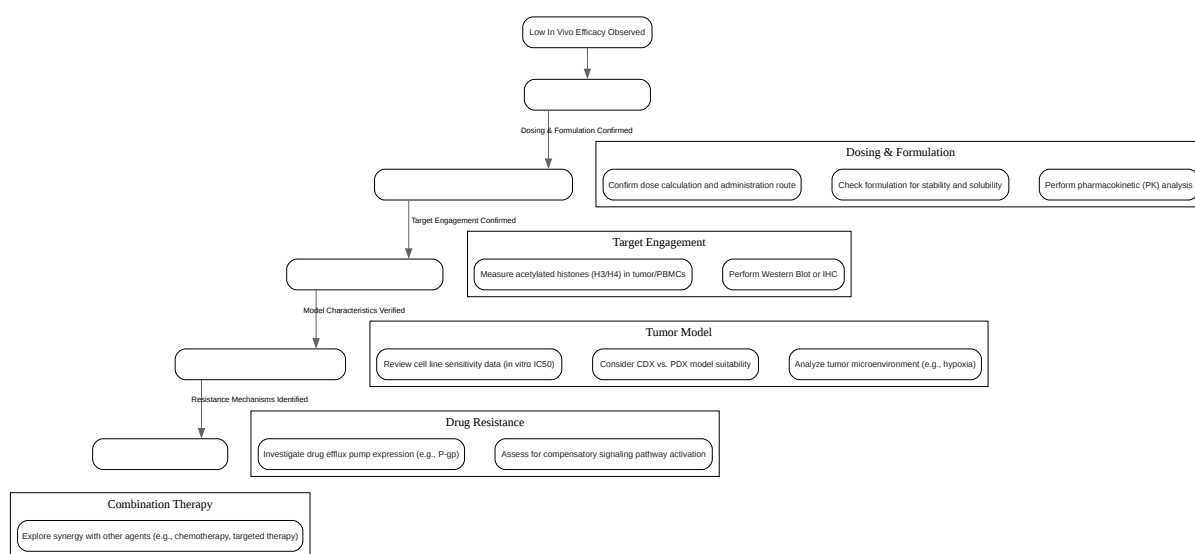 Low In Vivo Efficacy Observed
Dosing & Formulation Confirmed
Dosing & Formulation
Confirm dose calculation and administration route
Check formulation for stability and solubility
Perform pharmacokinetic (PK) analysis
Target Engagement Confirmed
Target Engagement
Measure acetylated histones (H3/H4) in tumor/PBMCs
Perform Western Blot or IHC
Model Characteristics Verified
Tumor Model
Review cell line sensitivity data (in vitro IC50)
Consider CDX vs. PDX model suitability
Analyze tumor microenvironment (e.g., hypoxia)
Resistance Mechanisms Identified
Drug Resistance
Investigate drug efflux pump expression (e.g., P-gp)
Assess for compensatory signaling pathway activation
Combination Therapy
Explore synergy with other agents (e.g., chemotherapy, targeted therapy)